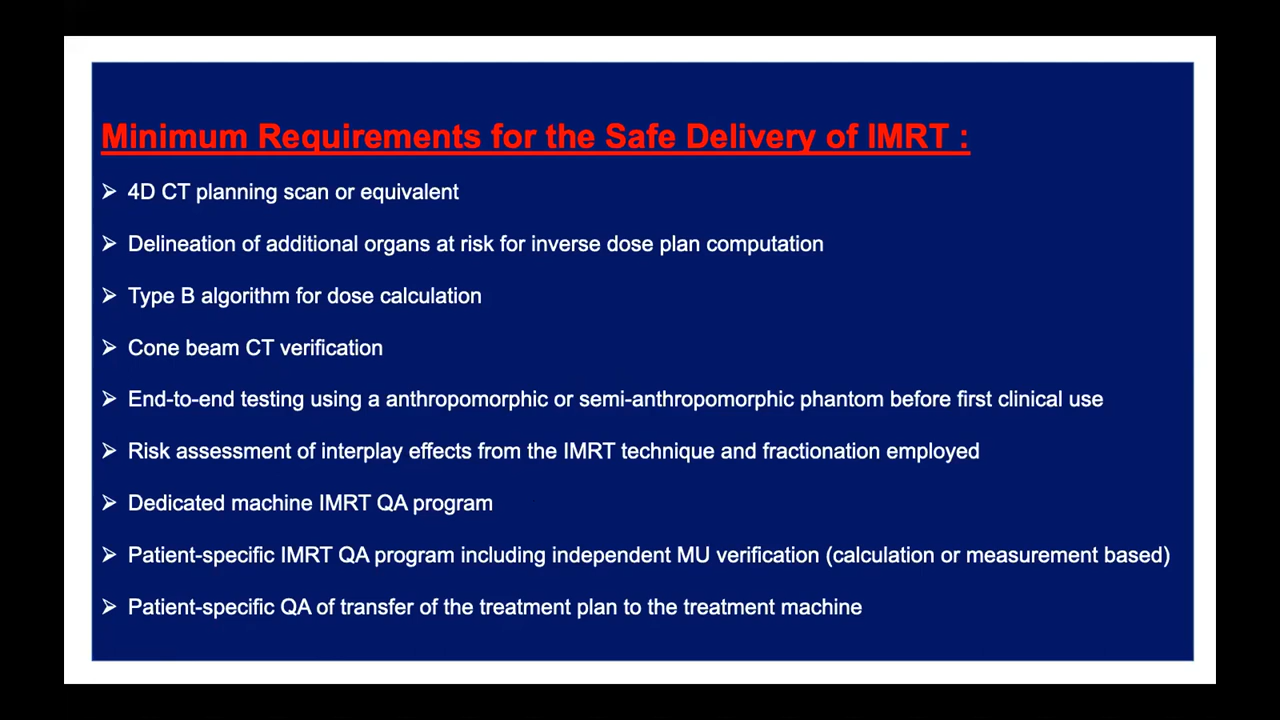 Minimum Requirements for the Safe Delivery of IMRT :
➢ 4D CT planning scan or equivalent
➢ Delineation of additional organs at risk for inverse dose plan computation
➢ Type B algorithm for dose calculation
➢ Cone beam CT verification
➢ End-to-end testing using a anthropomorphic or semi-anthropomorphic phantom before first clinical use
➢ Risk assessment of interplay effects from the IMRT technique and fractionation employed
➢ Dedicated machine IMRT QA program
➢ Patient-specific IMRT QA program including independent MU verification (calculation or measurement based)
➢ Patient-specific QA of transfer of the treatment plan to the treatment machine